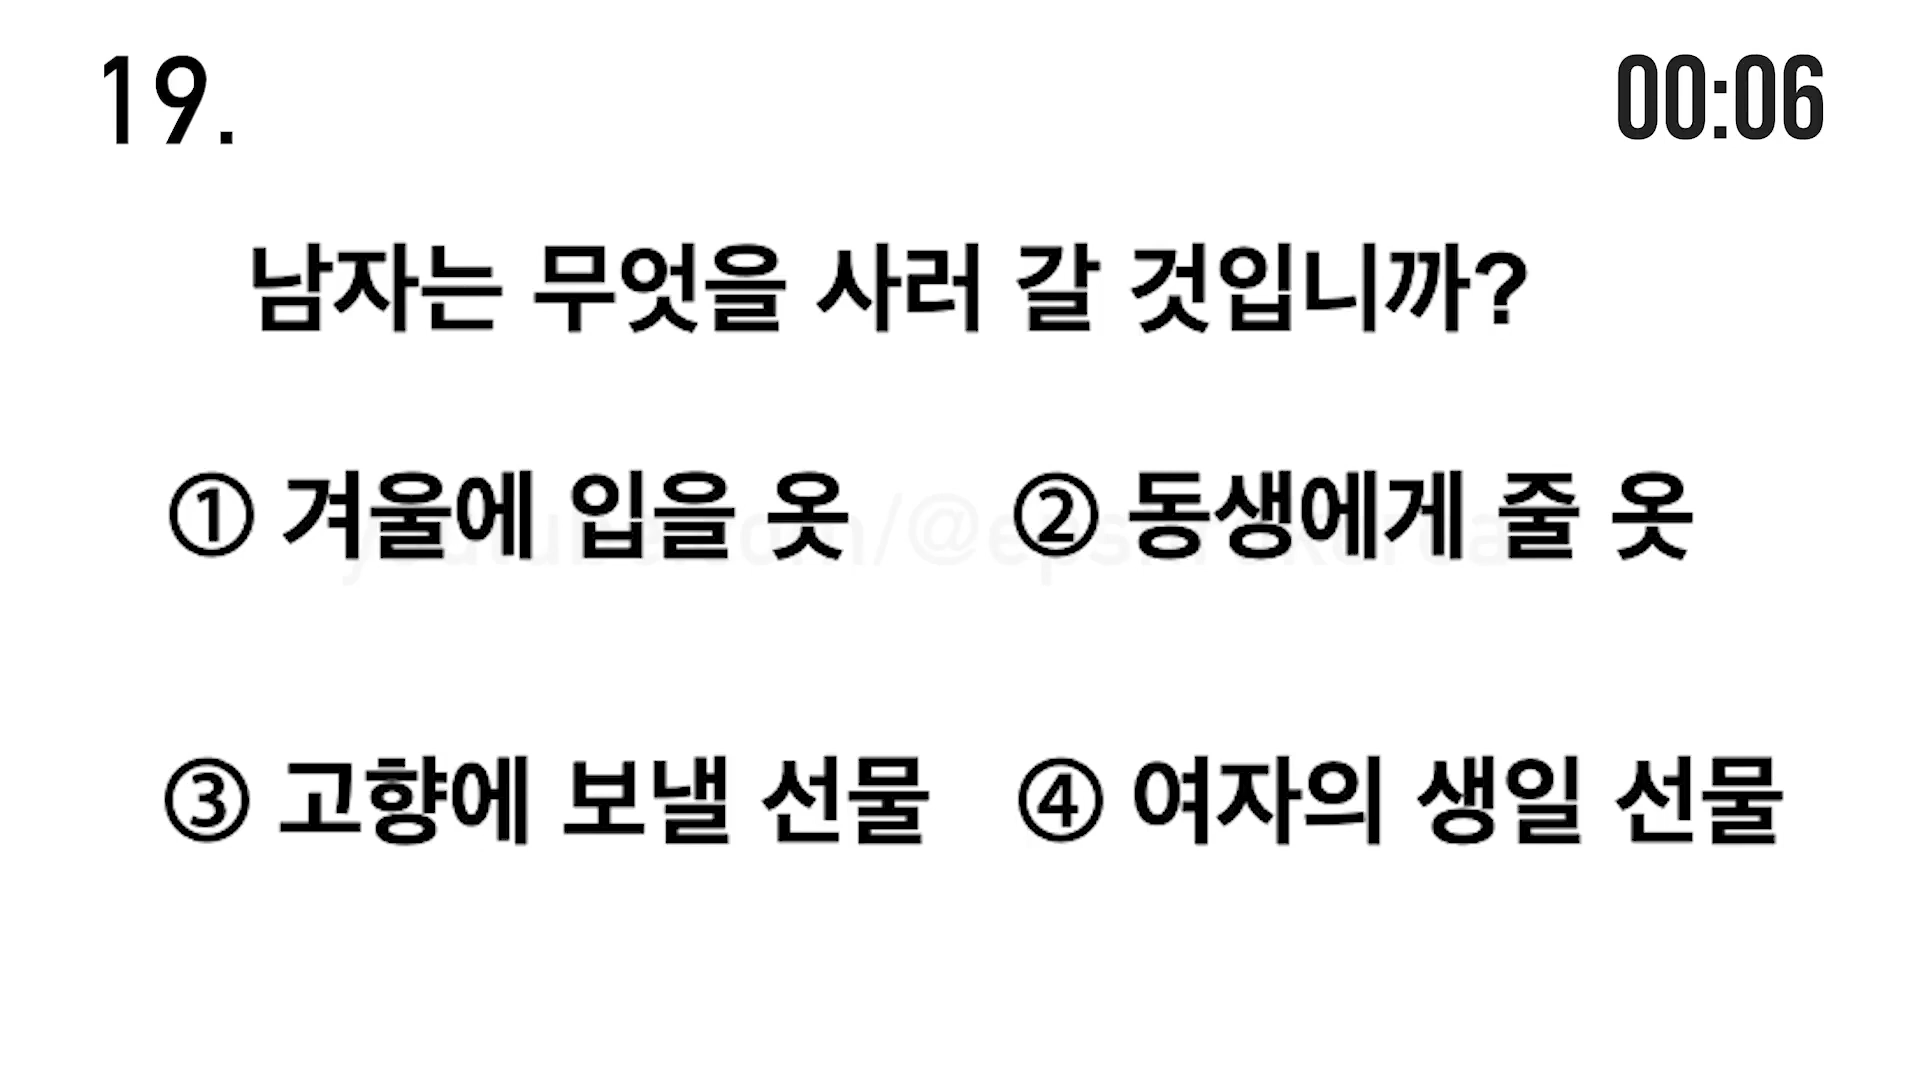 19.
00:06
남자는 무엇을 사러 갈 것입니까?
① 겨울에 입을 옷
② 동생에게 줄 옷
③ 고향에 보낼 선물
④ 여자의 생일 선물